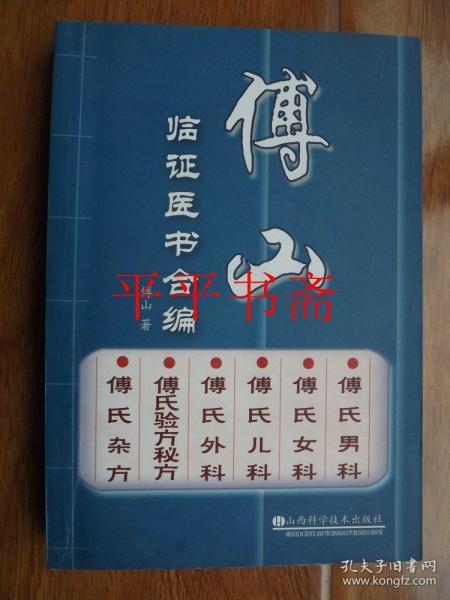 傅山
临证医书合编
傅山 著
平平书斋
傅氏男科
傅氏女科
傅氏儿科
傅氏外科
傅氏验方秘方
傅氏杂方
山西科学技术出版社
SHANXI SCIENCE AND TECHNOLOGY PUBLISHING HOUSE
孔夫子旧书网
www.kongfz.com